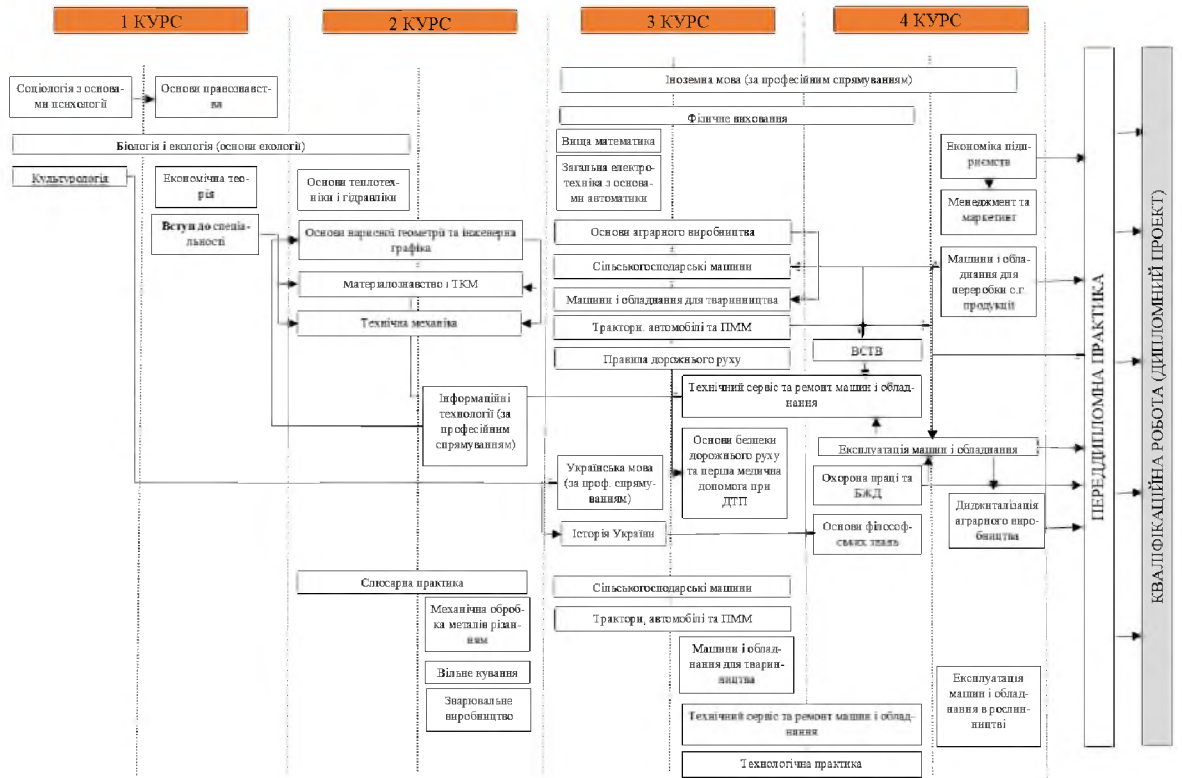 1 КУРС
2 КУРС
3 КУРС
4 КУРС
Іноземна мова (за професійним спрямуванням)
Соціологія з основа-
ми психології
Основи правознавст-
ва
Фізичне виховання
Біологія і екологія (основи екології)
Вища математика
Економіка підп-
риємств
Культурологія
Економічна тео-
рія
Основи теплотех-
ніки і гідравліки
Загальна електро-
техніка з основа-
ми автоматики
Менеджмент та
маркетинг
Вступ до спеціа-
льності
Основи нарисної геометрії та інженерна
графіка
Основи аграрного виробництва
Матеріалознавство і ТКМ
Сільськогосподарські машини
Машини і облад-
днання для
переробки с.г.
продукції
Машини і обладнання для тваринництва
Технічна механіка
Трактори. автомобілі та ПММ
Правила дорожнього руху
ВСТВ
Інформаційні
технології (за
професійним
спрямуванням)
Технічний сервіс та ремонт машин і облад-
нання
Основи безпеки
дорожнього руху
та перша медична
допомога при
ДТП
Експлуатація машин і обладнання
Українська мова
(за проф. спряму-
ванням)
Охорона праці та
БЖД
Історія України
Основи філософ-
ських знань
Диджиталізація
аграрного виро-
бництва
Слюсарна практика
Сільськогосподарські машини
Механічна оброб-
ка металів різан-
ням
Трактори, автомобілі та ПММ
Машини і облад-
нання для тварин-
ництва
Вільне кування
Зварювальне
виробництво
Експлуатація
машин і облад-
нання в рослин-
ництві
Технічний сервіс та ремонт машин і облад-
нання
Технологічна практика
ПЕРЕДДИПЛОМНА ПРАКТИКА
КВАЛІФІКАЦІЙНА РОБОТА (ДИПЛОМНИЙ ПРОЕКТ)